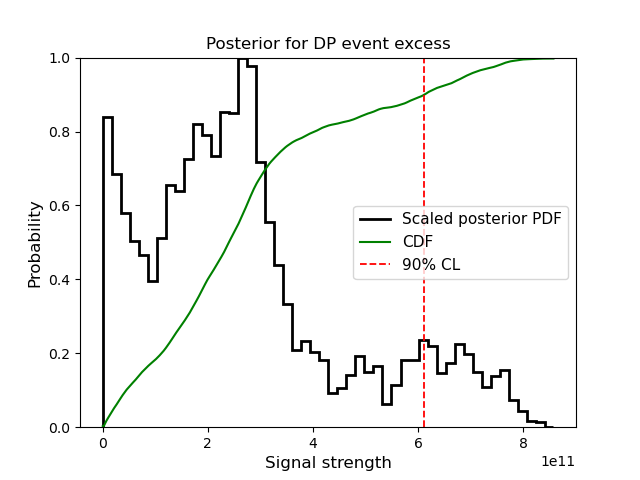 Posterior for DP event excess
1.0
0.8
0.6
0.4
0.2
0.0
Probability
Scaled posterior PDF
CDF
90% CL
0
2
4
6
8
1e11
Signal strength